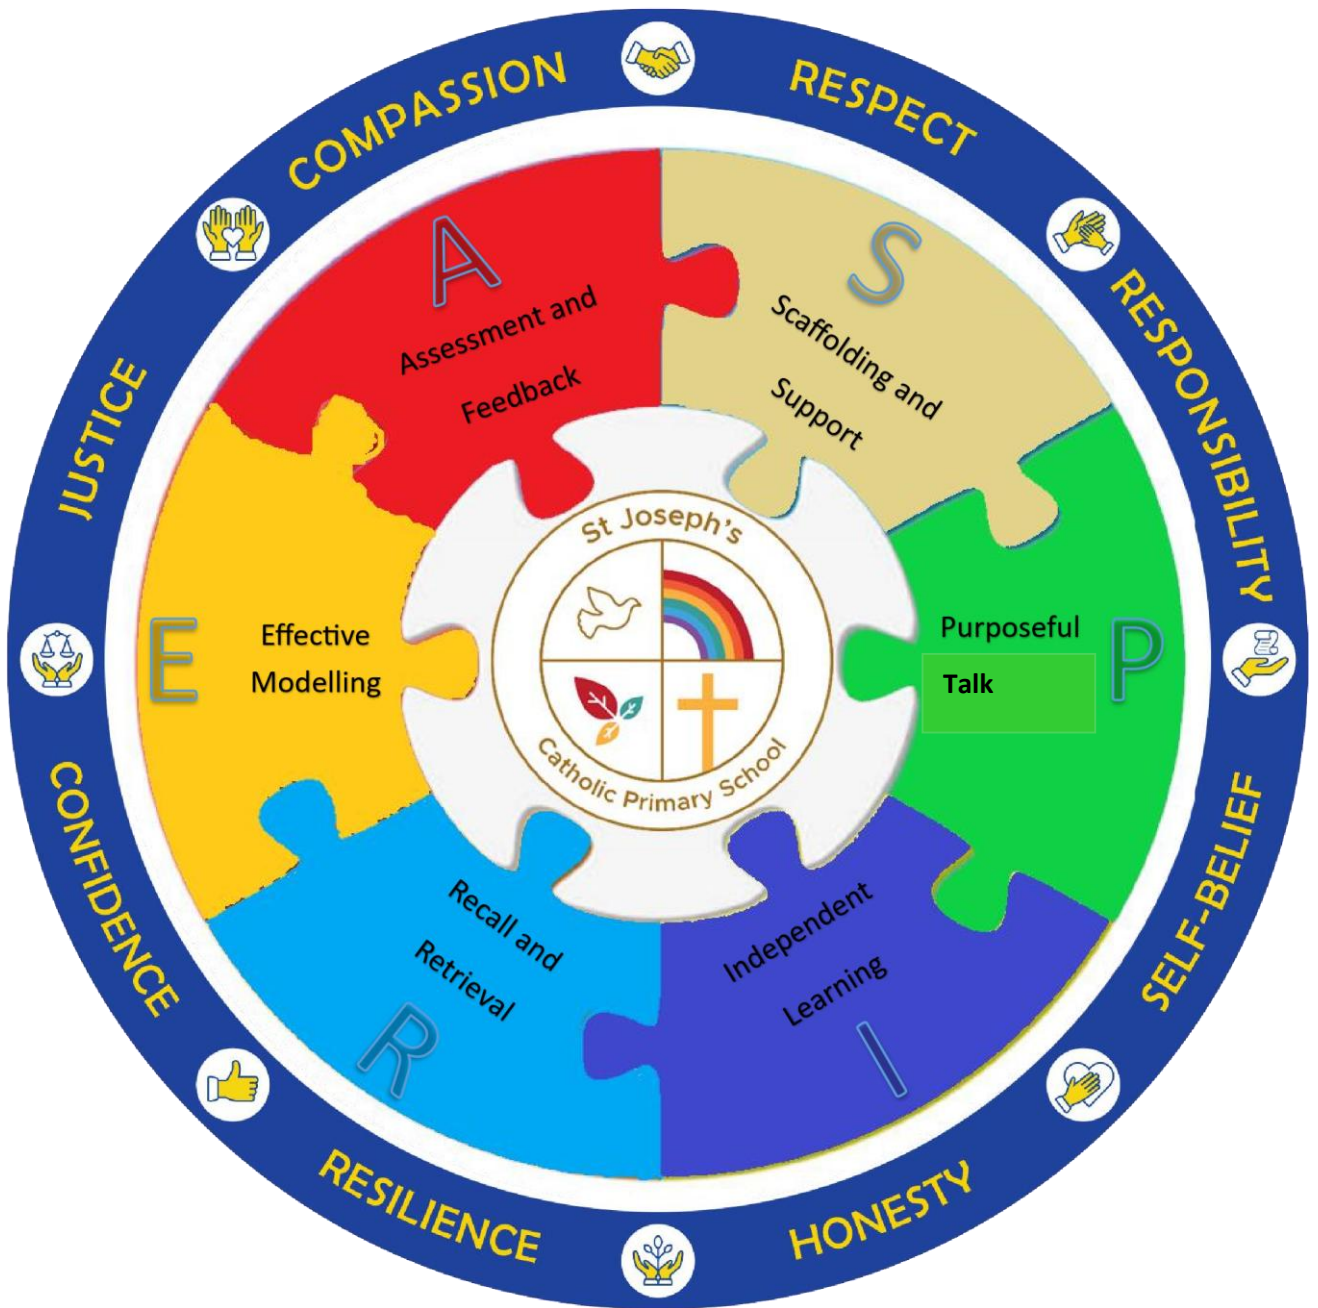 COMPASSION
RESPECT
RESPONSIBILITY
SELF-BELIEF
HONESTY
RESILIENCE
CONFIDENCE
JUSTICE
A
Assessment and
Feedback
S
Scaffolding and
Support
P
Purposeful
Talk
I
Independent
Learning
R
Recall and
Retrieval
E
Effective
Modelling
St Joseph's
Catholic Primary School